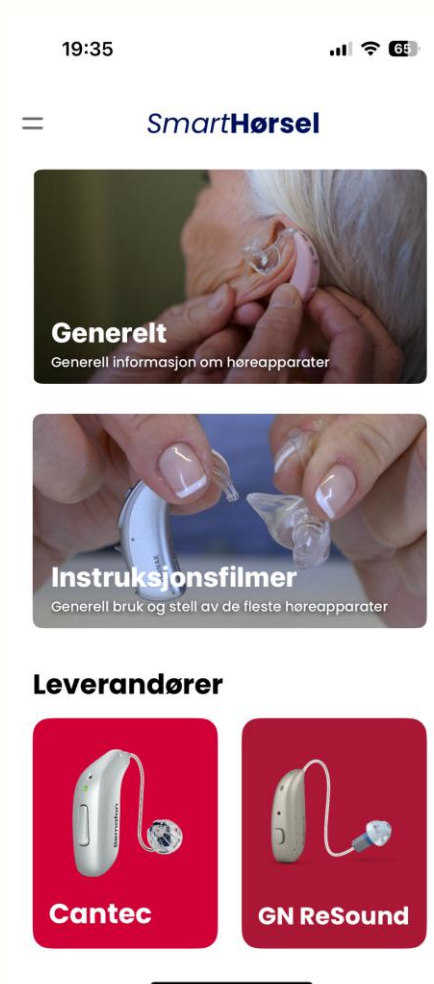 19:35
65
SmartHørsel
Generelt
Generell informasjon om høreapparater
Instruksjonsfilmer
Generell bruk og stell av de fleste høreapparater
Leverandører
Bernafon
Cantec
GN ReSound